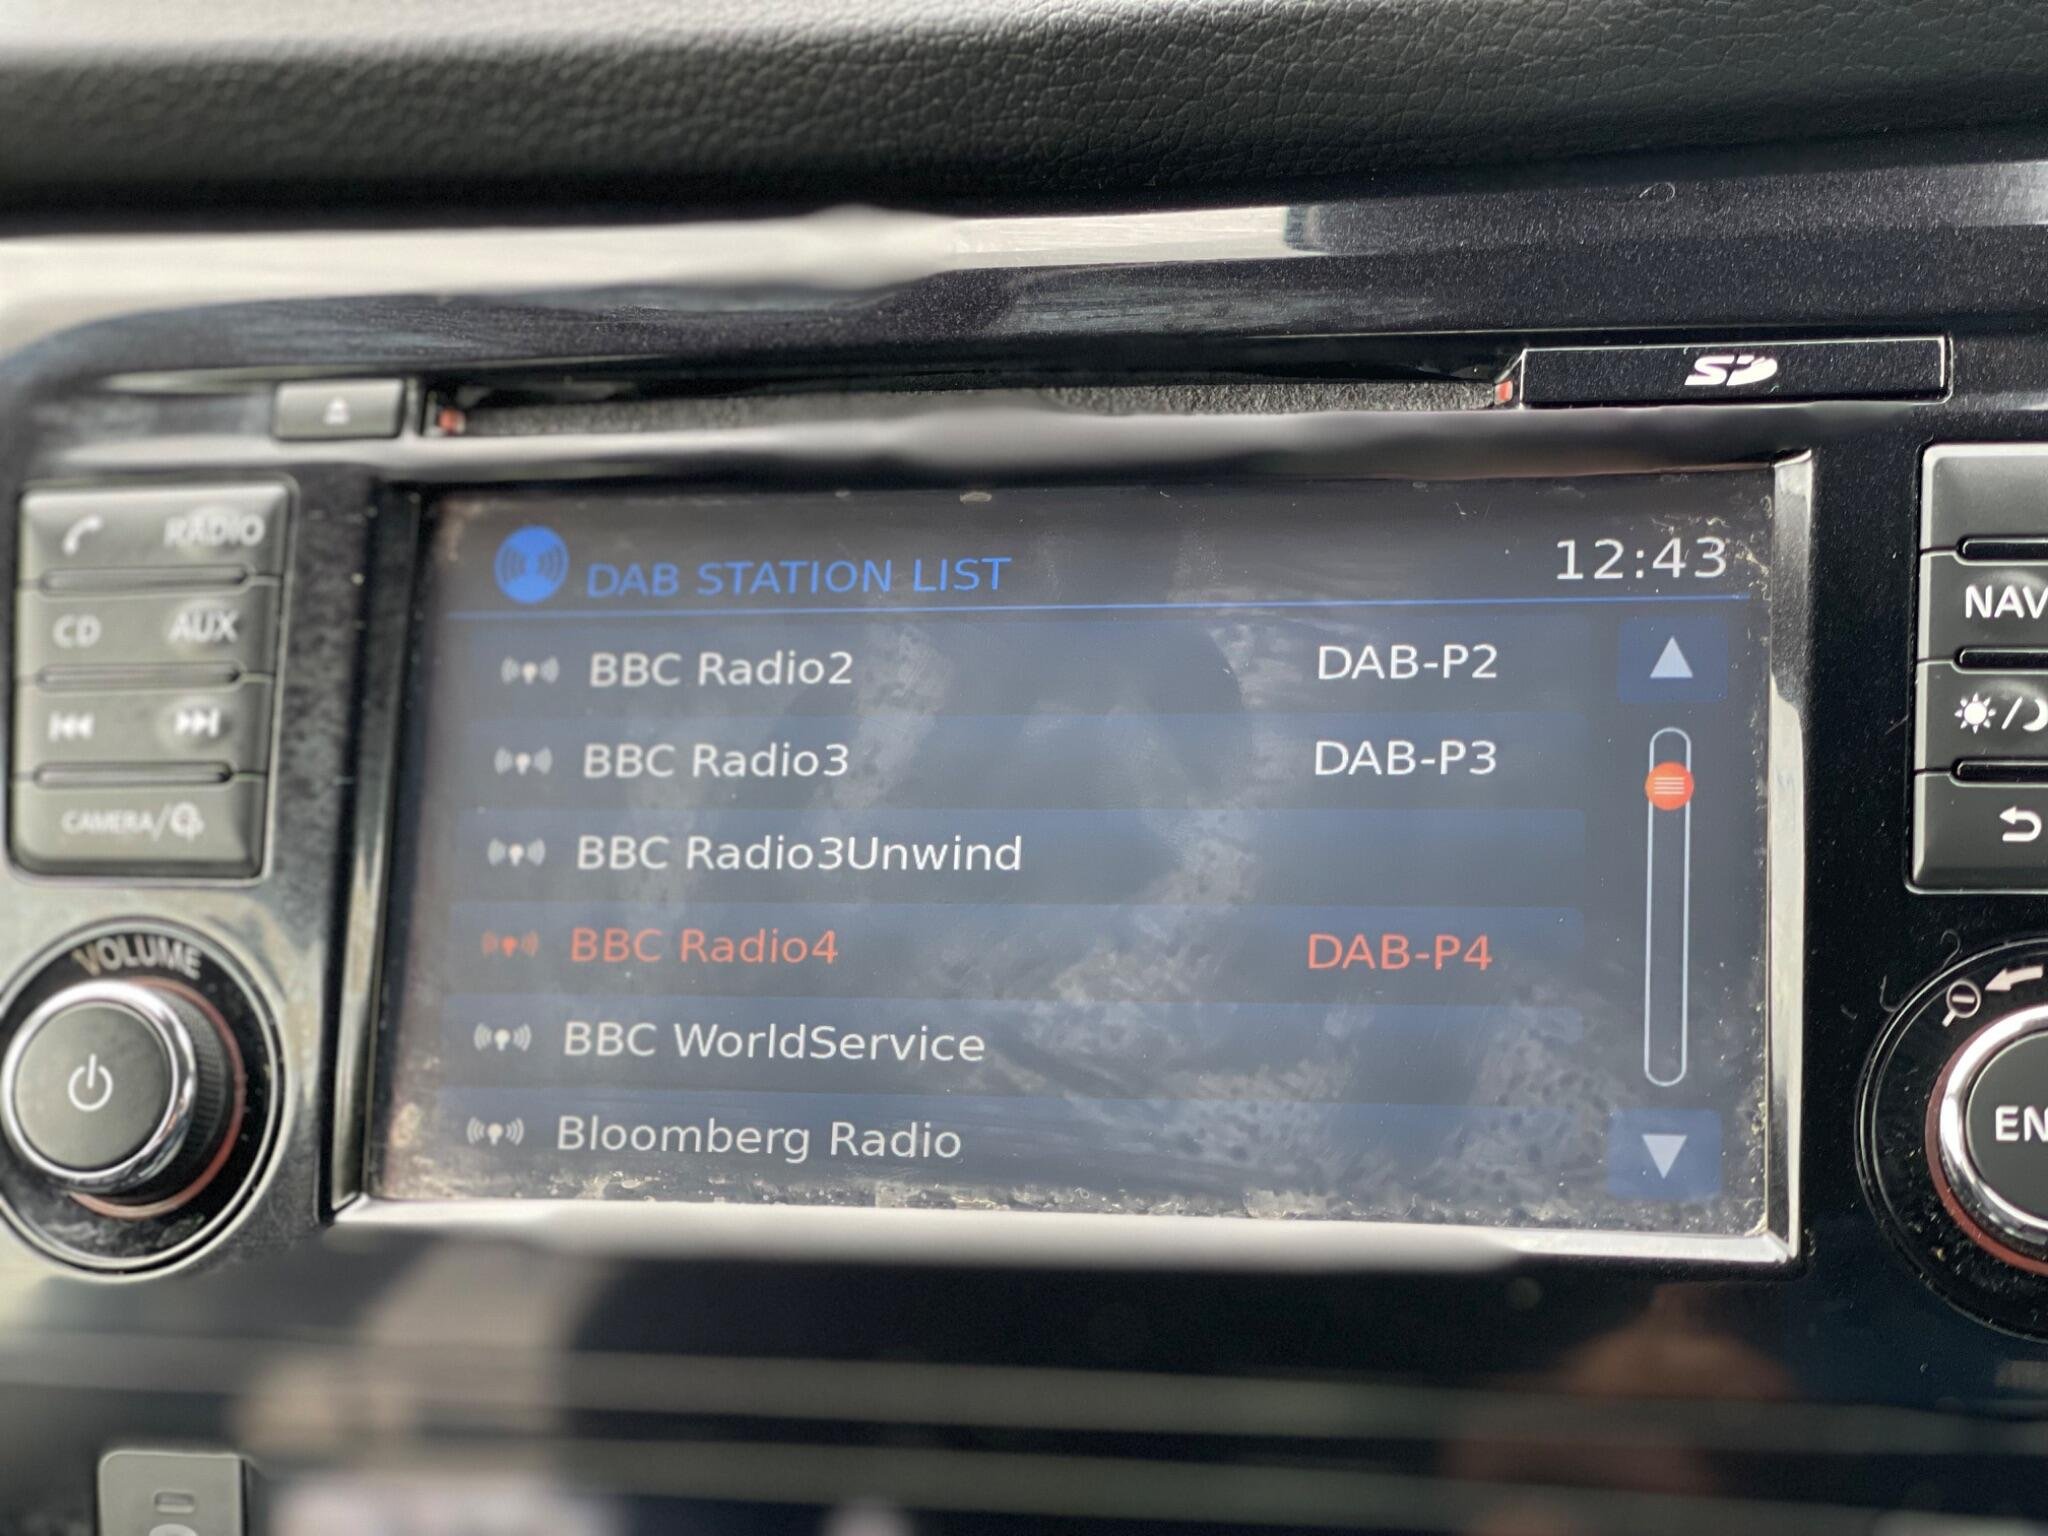 SD
RADIO
CD AUX
CAMERA/
VOLUME
DAB STATION LIST 12:43
BBC Radio2 DAB-P2
BBC Radio3 DAB-P3
BBC Radio3Unwind
BBC Radio4 DAB-P4
BBC WorldService
Bloomberg Radio
NAV